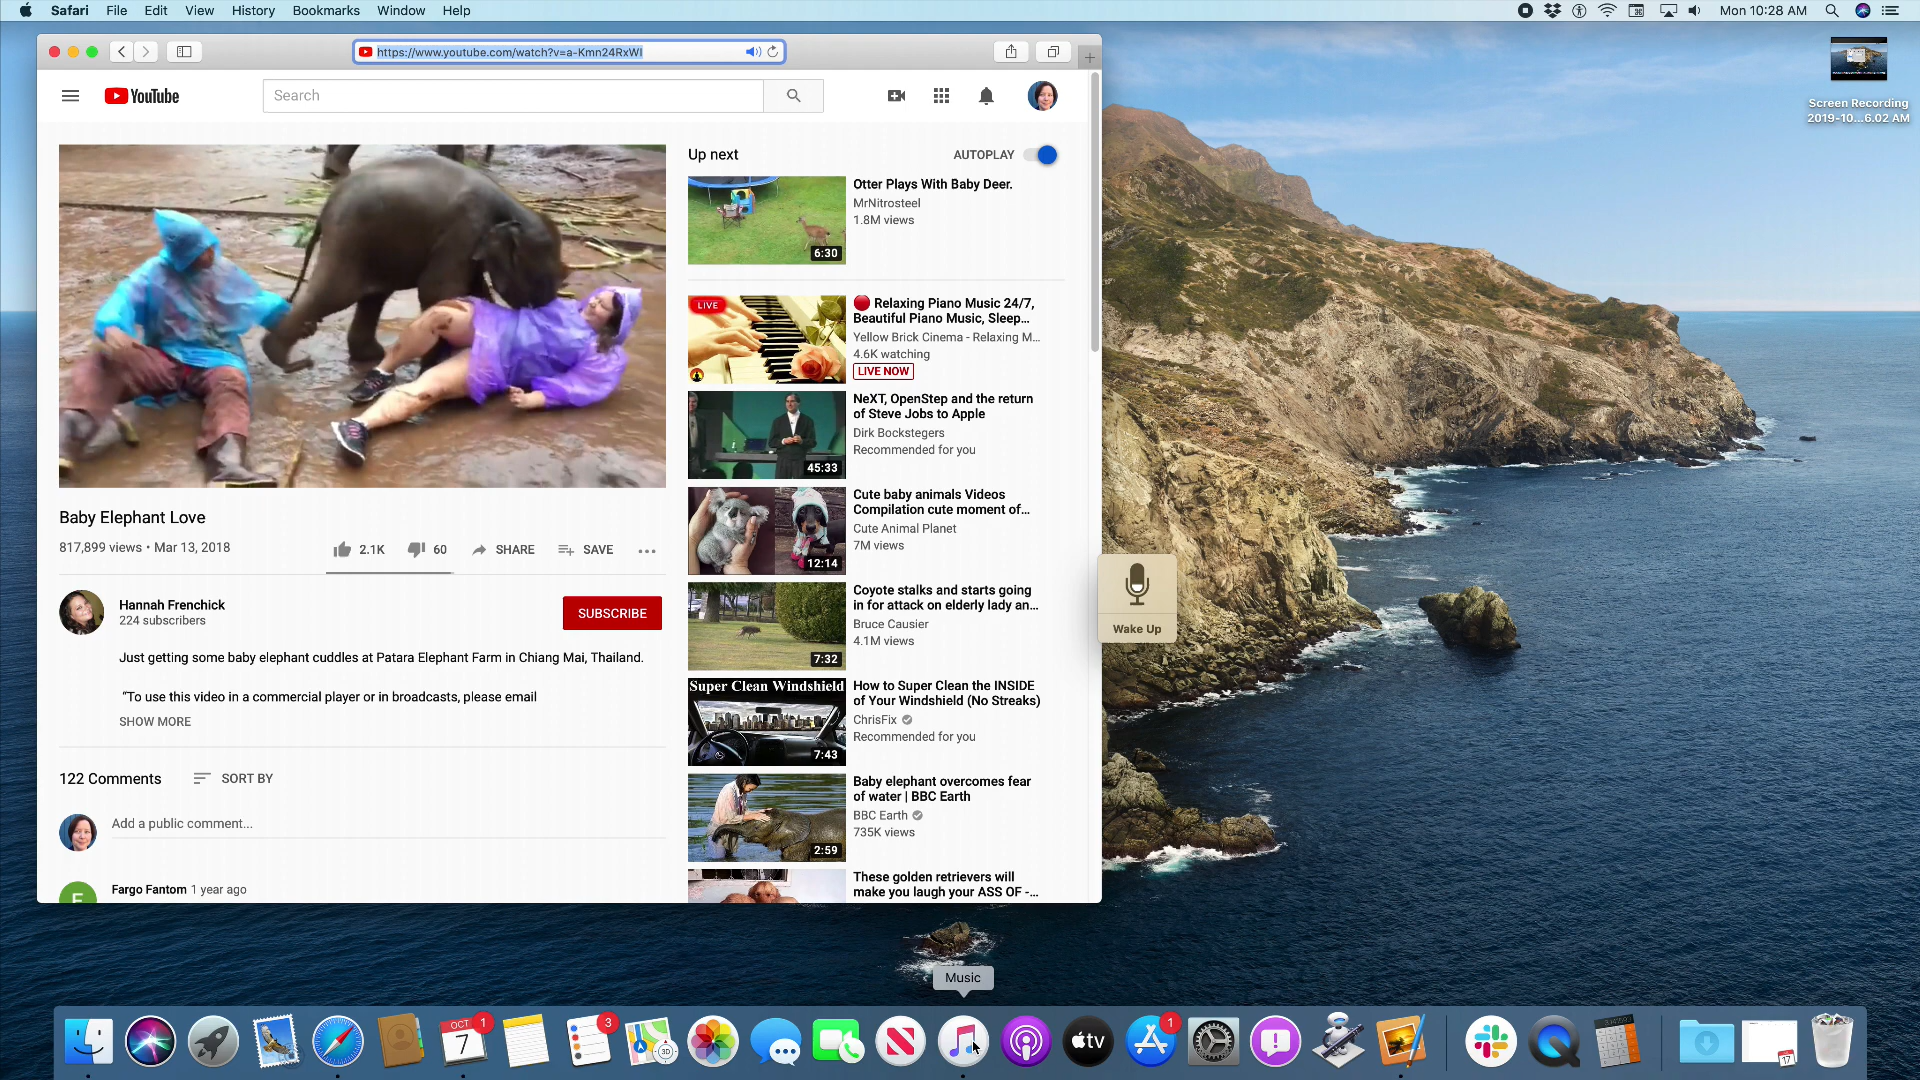 Safari File Edit View History Bookmarks Window Help
Mon 10:28 AM
https://www.youtube.com/watch?v=a-Kmn24RxWI
YouTube
Search
Screen Recording
2019-10...6.02 AM
Up next
AUTOPLAY
Otter Plays With Baby Deer.
MrNitrosteel
1.8M views
6:30
LIVE
Relaxing Piano Music 24/7,
Beautiful Piano Music, Sleep...
Yellow Brick Cinema - Relaxing M...
4.6K watching
LIVE NOW
NeXT, OpenStep and the return
of Steve Jobs to Apple
Dirk Bockstegers
Recommended for you
45:33
Cute baby animals Videos
Compilation cute moment of...
Cute Animal Planet
7M views
12:14
Coyote stalks and starts going
in for attack on elderly lady an...
Bruce Causier
4.1M views
7:32
Super Clean Windshield
How to Super Clean the INSIDE
of Your Windshield (No Streaks)
ChrisFix
Recommended for you
7:43
Baby elephant overcomes fear
of water | BBC Earth
BBC Earth
735K views
2:59
These golden retrievers will
make you laugh your ASS OF -...
Baby Elephant Love
817,899 views • Mar 13, 2018
2.1K
60
SHARE
SAVE
Hannah Frenchick
224 subscribers
SUBSCRIBE
Just getting some baby elephant cuddles at Patara Elephant Farm in Chiang Mai, Thailand.
“To use this video in a commercial player or in broadcasts, please email
SHOW MORE
122 Comments
SORT BY
Add a public comment...
F
Fargo Fantom 1 year ago
Wake Up
Music
OCT
7
1
3
3D
tv
1
17